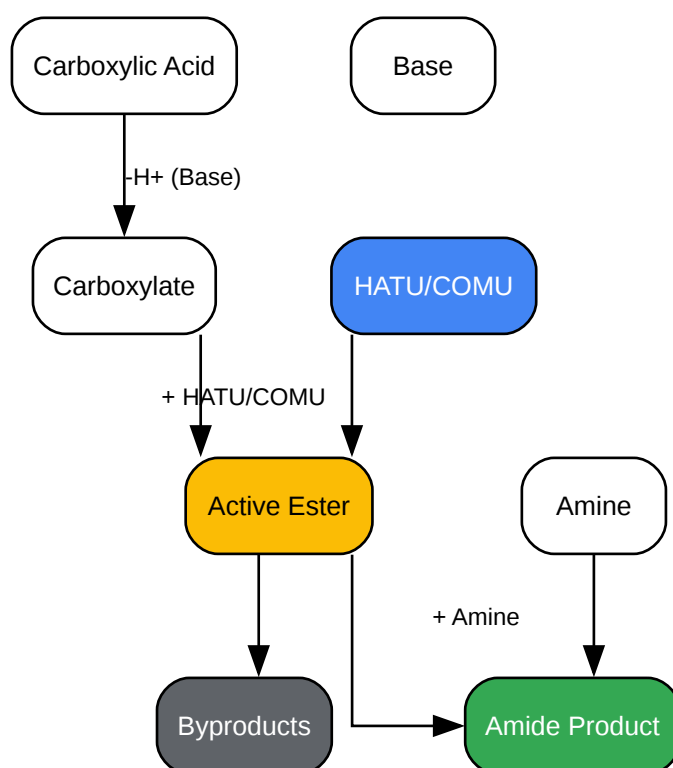 Carboxylic Acid
Base
-H+ (Base)
Carboxylate
HATU/COMU
+ HATU/COMU
Active Ester
Amine
+ Amine
Byproducts
Amide Product